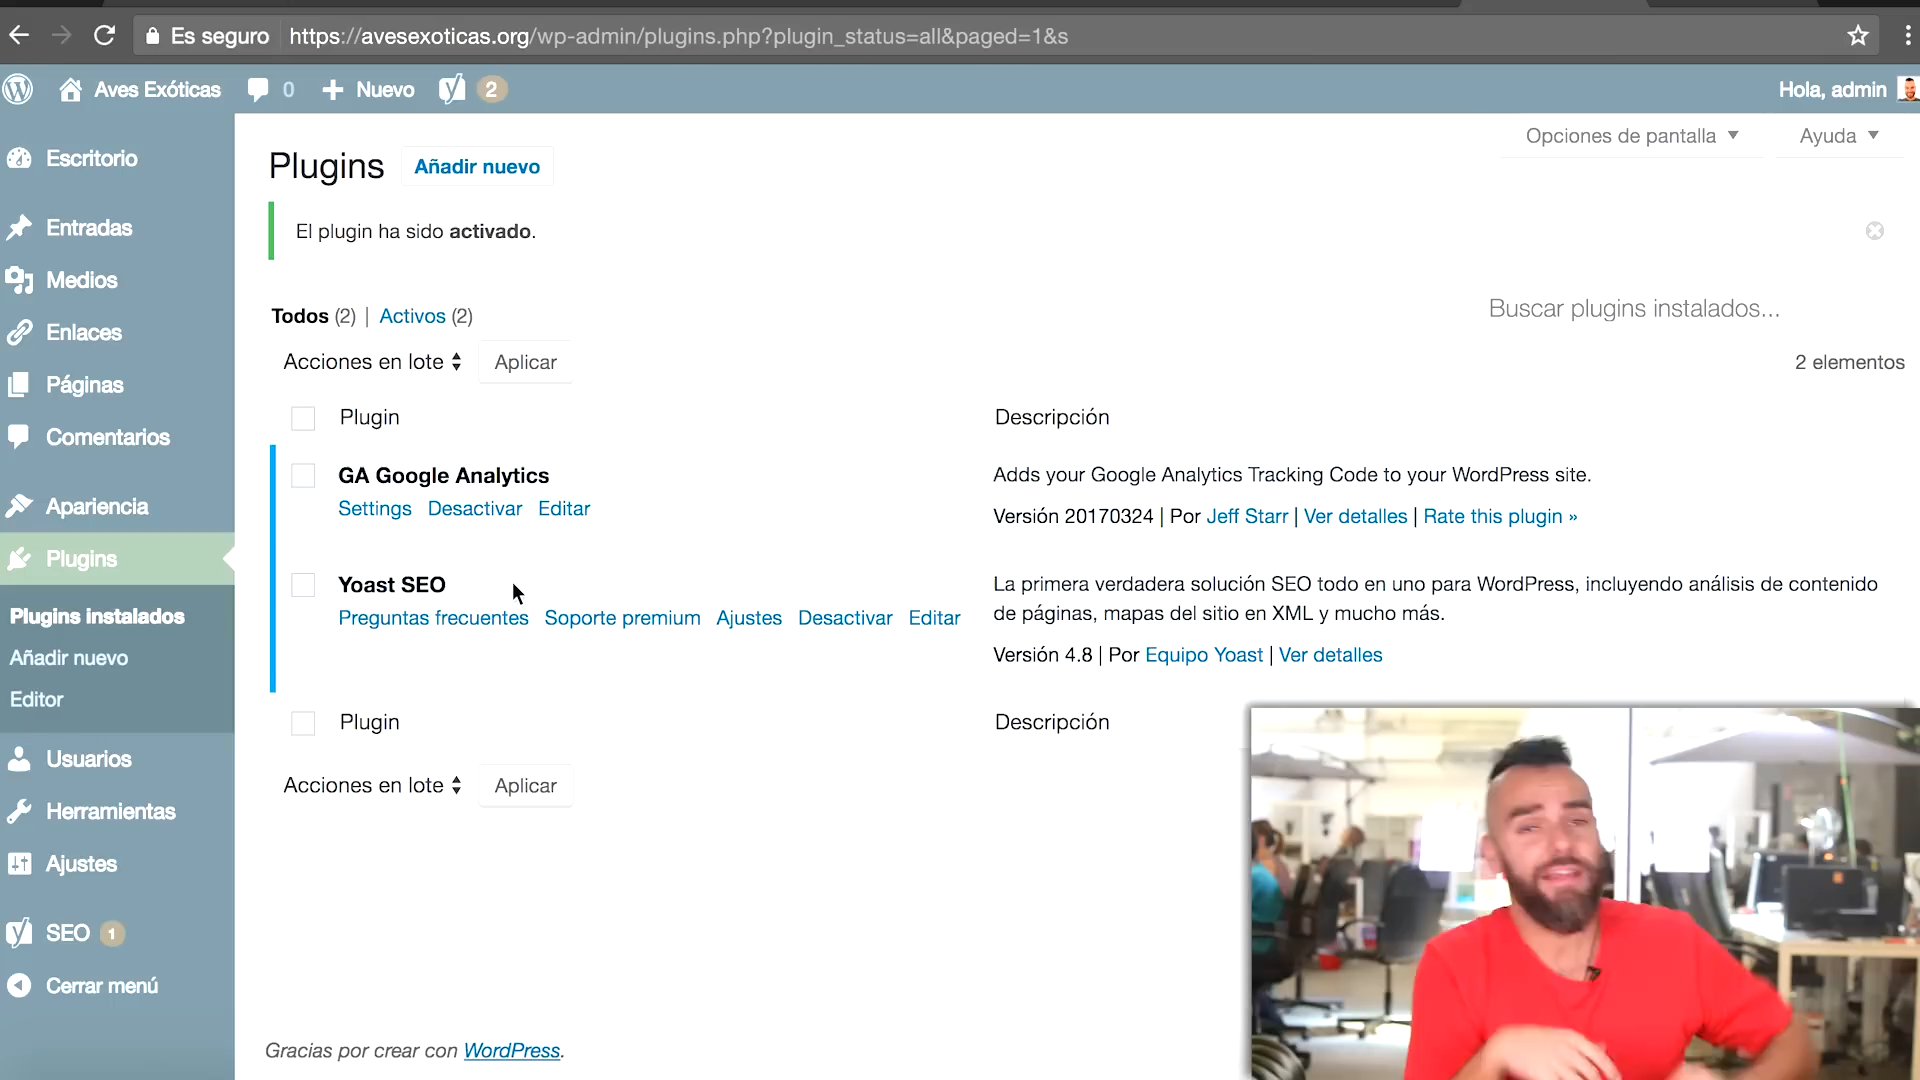 Es seguro https://avesexoticas.org/wp-admin/plugins.php?plugin_status=all&paged=1&s
Aves Exóticas 0 Nuevo 2 Hola, admin
Opciones de pantalla Ayuda
Escritorio
Entradas
Medios
Enlaces
Páginas
Comentarios
Apariencia
Plugins
Plugins instalados
Añadir nuevo
Editor
Usuarios
Herramientas
Ajustes
SEO 1
Cerrar menú
Plugins Añadir nuevo
El plugin ha sido activado.
Todos (2) | Activos (2)
Buscar plugins instalados...
Acciones en lote Aplicar
2 elementos
Plugin Descripción
GA Google Analytics
Settings Desactivar Editar
Adds your Google Analytics Tracking Code to your WordPress site.
Versión 20170324 | Por Jeff Starr | Ver detalles | Rate this plugin »
Yoast SEO
Preguntas frecuentes Soporte premium Ajustes Desactivar Editar
La primera verdadera solución SEO todo en uno para WordPress, incluyendo análisis de contenido
de páginas, mapas del sitio en XML y mucho más.
Versión 4.8 | Por Equipo Yoast | Ver detalles
Plugin Descripción
Acciones en lote Aplicar
Gracias por crear con WordPress.